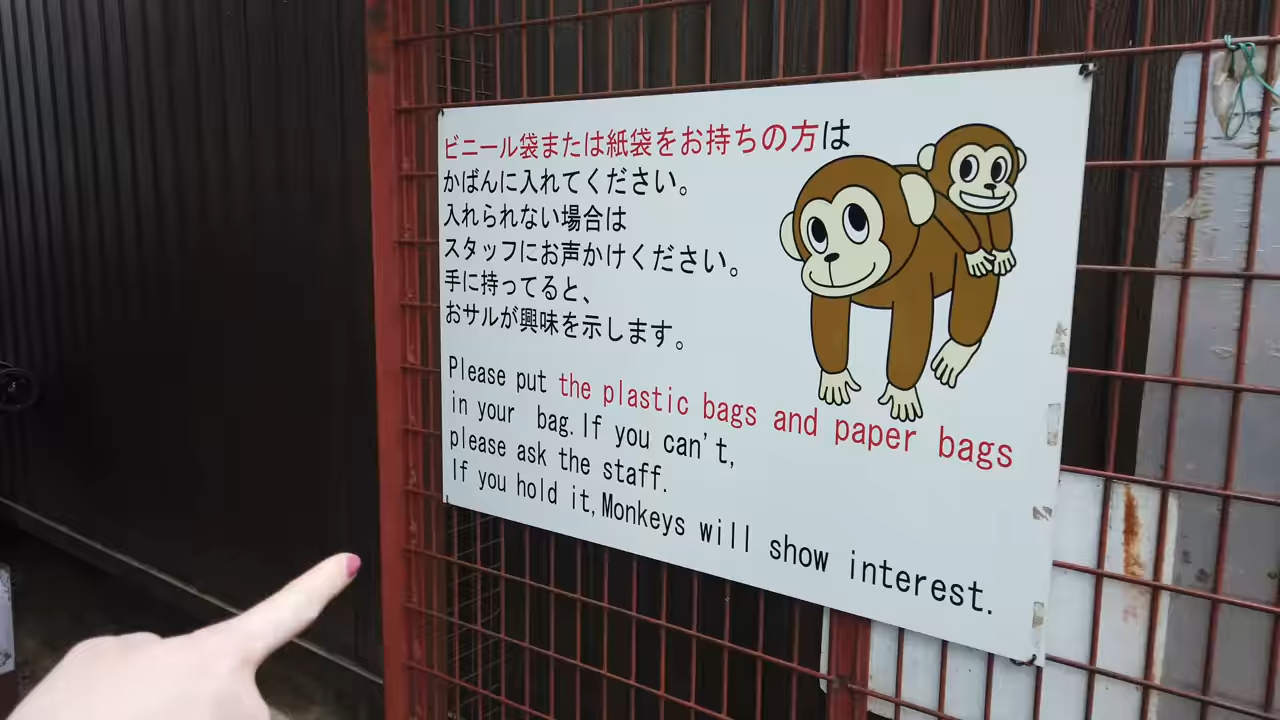 ビニール袋または紙袋をお持ちの方は
かばんに入れてください。
入れられない場合は
スタッフにお声かけください。
手に持ってると、
おサルが興味を示します。
Please put the plastic bags and paper bags
in your bag.If you can't,
please ask the staff.
If you hold it,Monkeys will show interest.